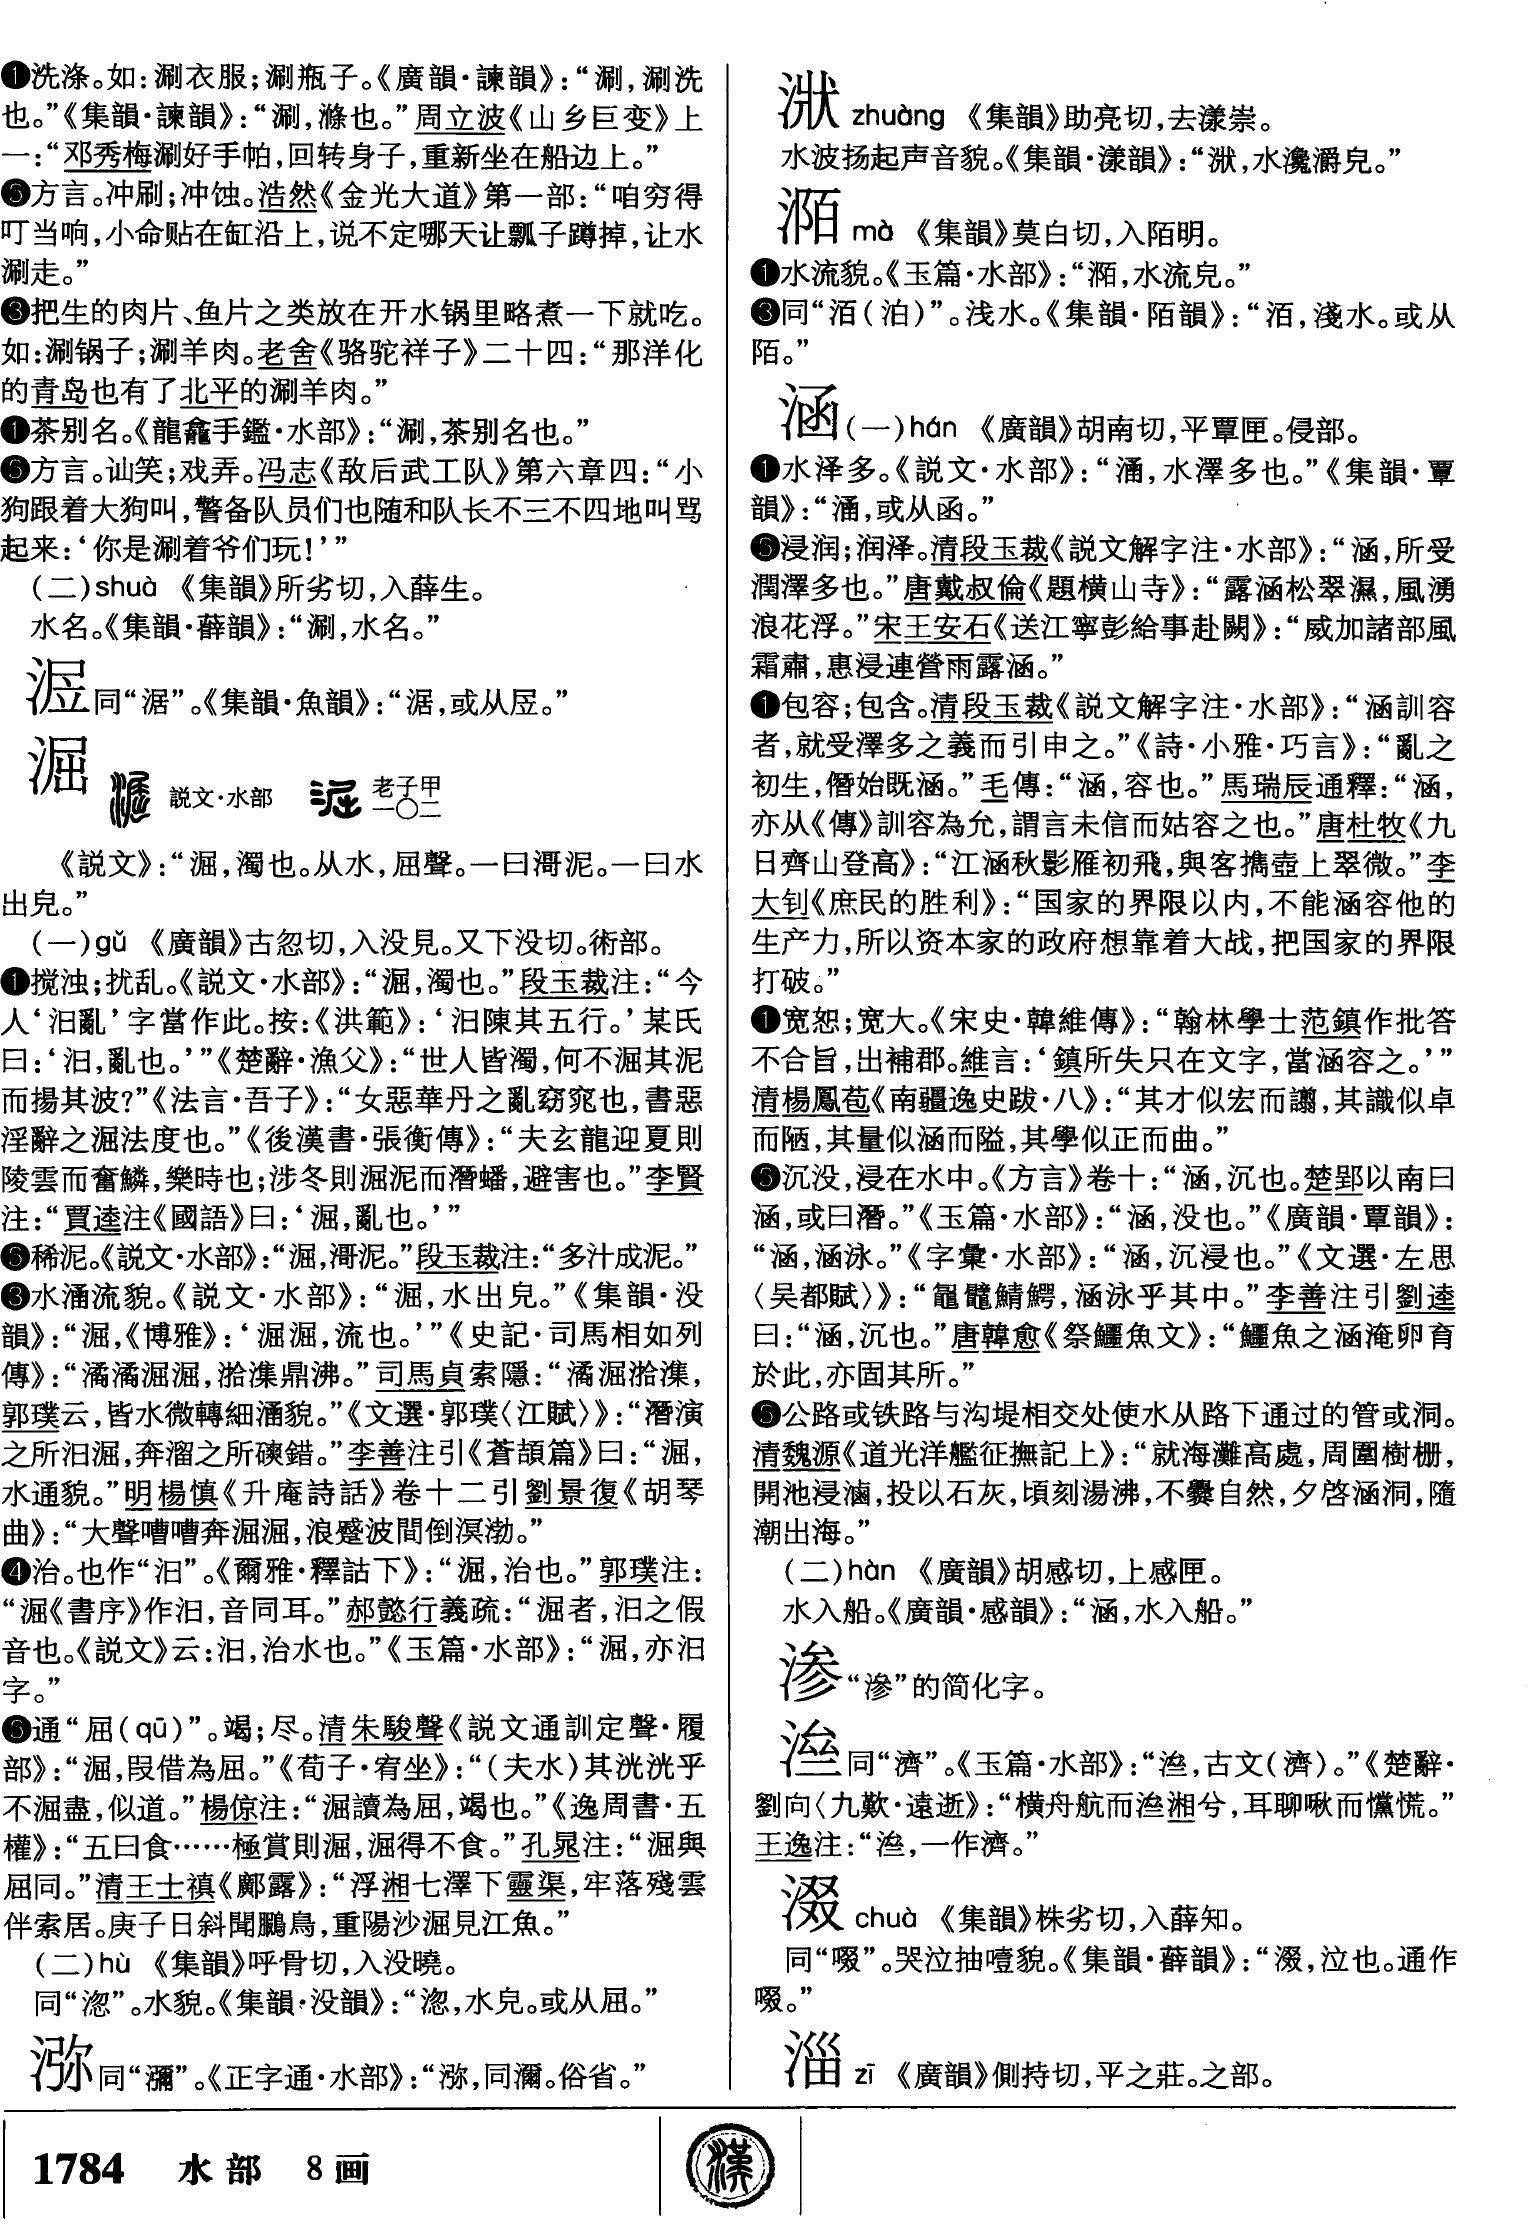 ❶洗涤。如：涮衣服；涮瓶子。《廣韻·諫韻》：“涮，涮洗
也。”《集韻·諫韻》：“涮，滌也。”周立波《山乡巨变》上
一：“邓秀梅涮好手帕，回转身子，重新坐在船边上。”
❺方言。冲刷；冲蚀。浩然《金光大道》第一部：“咱穷得
叮当响，小命贴在缸沿上，说不定哪天让瓢子蹲掉，让水
涮走。”
❸把生的肉片、鱼片之类放在开水锅里略煮一下就吃。
如：涮锅子；涮羊肉。老舍《骆驼祥子》二十四：“那洋化
的青岛也有了北平的涮羊肉。”
❶茶别名。《龍龕手鑑·水部》：“涮，茶别名也。”
❺方言。讪笑；戏弄。冯志《敌后武工队》第六章四：“小
狗跟着大狗叫，警备队员们也随和队长不三不四地叫骂
起来：‘你是涮着爷们玩！’”
（二）shuà 《集韻》所劣切，入薛生。
水名。《集韻·薛韻》：“涮，水名。”
同“涺”。《集韻·魚韻》：“涺，或从㞐。”
淈 説文·水部 老子甲一〇二
《説文》：“淈，濁也。从水，屈聲。一曰滒泥。一曰水
出皃。”
（一）gǔ 《廣韻》古忽切，入没見。又下没切。術部。
❶搅浊；扰乱。《説文·水部》：“淈，濁也。”段玉裁注：“今
人‘汩亂’字當作此。按：《洪範》：‘汩陳其五行。’某氏
曰：‘汩，亂也。’”《楚辭·漁父》：“世人皆濁，何不淈其泥
而揚其波？”《法言·吾子》：“女惡華丹之亂窈窕也，書惡
淫辭之淈法度也。”《後漢書·張衡傳》：“夫玄龍迎夏則
陵雲而奮鱗，樂時也；涉冬則淈泥而潛蟠，避害也。”李賢
注：“賈逵注《國語》曰：‘淈，亂也。’”
❺稀泥。《説文·水部》：“淈，滒泥。”段玉裁注：“多汁成泥。”
❸水涌流貌。《説文·水部》：“淈，水出皃。”《集韻·没
韻》：“淈，《博雅》：‘淈淈，流也。’”《史記·司馬相如列
傳》：“潏潏淈淈，湁潗鼎沸。”司馬貞索隱：“潏淈湁潗，
郭璞云，皆水微轉細涌貌。”《文選·郭璞〈江賦〉》：“潛演
之所汩淈，奔溜之所磢錯。”李善注引《蒼頡篇》曰：“淈，
水通貌。”明楊慎《升庵詩話》卷十二引劉景復《胡琴
曲》：“大聲嘈嘈奔淈淈，浪蹙波間倒溟渤。”
❹治。也作“汩”。《爾雅·釋詁下》：“淈，治也。”郭璞注：
“淈《書序》作汩，音同耳。”郝懿行義疏：“淈者，汩之假
音也。《説文》云：汩，治水也。”《玉篇·水部》：“淈，亦汩
字。”
❺通“屈（qū）”。竭；尽。清朱駿聲《説文通訓定聲·履
部》：“淈，叚借為屈。”《荀子·宥坐》：“（夫水）其洸洸乎
不淈盡，似道。”楊倞注：“淈讀為屈，竭也。”《逸周書·五
權》：“五曰食……極賞則淈，淈得不食。”孔晁注：“淈與
屈同。”清王士禛《鄺露》：“浮湘七澤下靈渠，牢落殘雲
伴索居。庚子日斜聞鵩鳥，重陽沙淈見江魚。”
（二）hù 《集韻》呼骨切，入没曉。
同“淴”。水貌。《集韻·没韻》：“淴，水皃。或从屈。”
㳽同“瀰”。《正字通·水部》：“㳽，同瀰。俗省。”
zhuàng 《集韻》助亮切，去漾崇。
水波扬起声音貌。《集韻·漾韻》：“淧，水瀺灂皃。”
mò 《集韻》莫白切，入陌明。
❶水流貌。《玉篇·水部》：“，水流皃。”
❸同“洦（泊）”。浅水。《集韻·陌韻》：“洦，淺水。或从
陌。”
涵（一）hán 《廣韻》胡南切，平覃匣。侵部。
❶水泽多。《説文·水部》：“涵，水澤多也。”《集韻·覃
韻》：“涵，或从函。”
❺浸润；润泽。清段玉裁《説文解字注·水部》：“涵，所受
潤澤多也。”唐戴叔倫《題横山寺》：“露涵松翠濕，風湧
浪花浮。”宋王安石《送江寧彭給事赴闕》：“威加諸部風
霜肅，惠浸連營雨露涵。”
❶包容；包含。清段玉裁《説文解字注·水部》：“涵訓容
者，就受澤多之義而引申之。”《詩·小雅·巧言》：“亂之
初生，僭始既涵。”毛傳：“涵，容也。”馬瑞辰通釋：“涵，
亦从《傳》訓容為允，謂言未信而姑容之也。”唐杜牧《九
日齊山登高》：“江涵秋影雁初飛，與客擕壺上翠微。”李
大钊《庶民的胜利》：“国家的界限以内，不能涵容他的
生产力，所以资本家的政府想靠着大战，把国家的界限
打破。”
❶宽恕；宽大。《宋史·韓維傳》：“翰林學士范鎮作批答
不合旨，出補郡。維言：‘鎮所失只在文字，當涵容之。’”
清楊鳳苞《南疆逸史跋·八》：“其才似宏而譾，其識似卓
而陋，其量似涵而隘，其學似正而曲。”
❺沉没，浸在水中。《方言》卷十：“涵，沉也。楚郢以南曰
涵，或曰潛。”《玉篇·水部》：“涵，没也。”《廣韻·覃韻》：
“涵，涵泳。”《字彙·水部》：“涵，沉浸也。”《文選·左思
〈吴都賦〉》：“鼅鼊鯖鰐，涵泳乎其中。”李善注引劉逵
曰：“涵，沉也。”唐韓愈《祭鱷魚文》：“鱷魚之涵淹卵育
於此，亦固其所。”
❺公路或铁路与沟堤相交处使水从路下通过的管或洞。
清魏源《道光洋艦征撫記上》：“就海灘高處，周圍樹栅，
開池浸滷，投以石灰，頃刻湯沸，不爨自然，夕啓涵洞，隨
潮出海。”
（二）hàn 《廣韻》胡感切，上感匣。
水入船。《廣韻·感韻》：“涵，水入船。”
渗“滲”的简化字。
同“濟”。《玉篇·水部》：“，古文（濟）。”《楚辭·
劉向〈九歎·遠逝〉》：“横舟航而湘兮，耳聊啾而戃慌。”
王逸注：“，一作濟。”
涰 chuò 《集韻》株劣切，入薛知。
同“啜”。哭泣抽噎貌。《集韻·薛韻》：“涰，泣也。通作
啜。”
淄 zī 《廣韻》側持切，平之莊。之部。
1784 水部 8画
漢